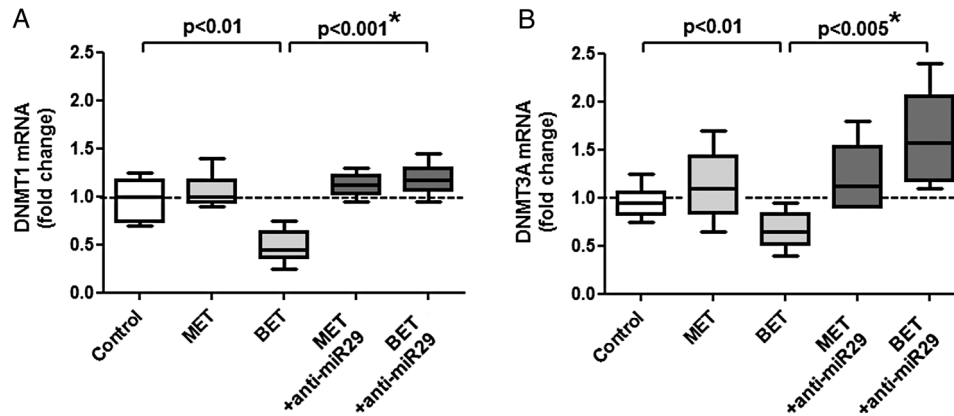 A
p<0.01
p<0.001*
DNMT1 mRNA
(fold change)
2.5
2.0
1.5
1.0
0.5
0.0
Control
MET
BET
MET
+anti-miR29
BET
+anti-miR29
B
p<0.01
p<0.005*
DNMT3A mRNA
(fold change)
2.5
2.0
1.5
1.0
0.5
0.0
Control
MET
BET
MET
+anti-miR29
BET
+anti-miR29